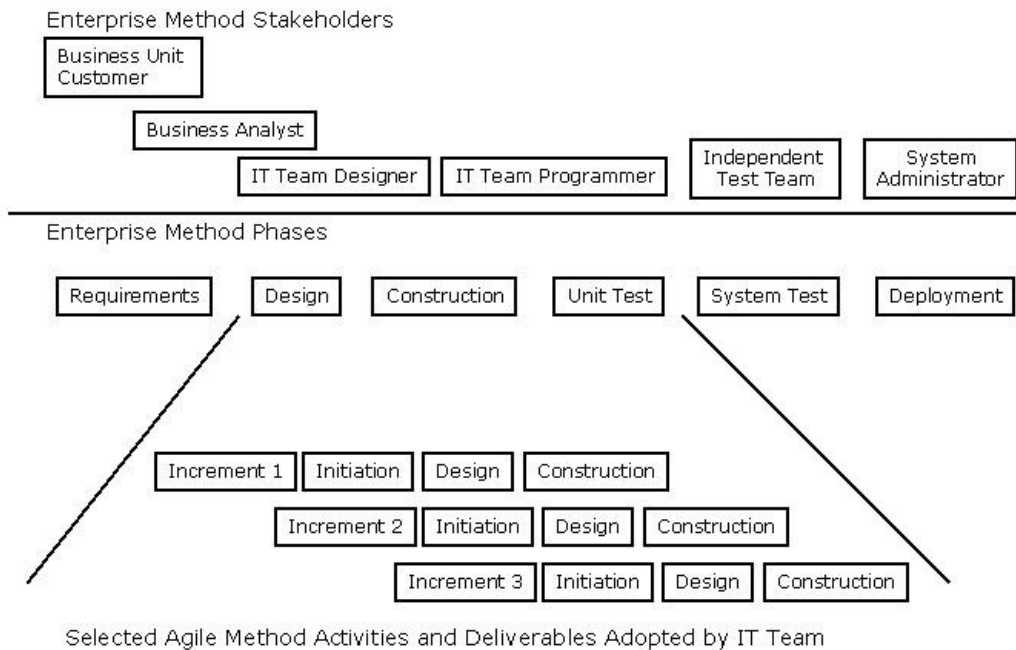 Enterprise Method Stakeholders
Business Unit
Customer
Business Analyst
IT Team Designer
IT Team Programmer
Independent
Test Team
System
Administrator
Enterprise Method Phases
Requirements
Design
Construction
Unit Test
System Test
Deployment
Increment 1
Initiation
Design
Construction
Increment 2
Initiation
Design
Construction
Increment 3
Initiation
Design
Construction
Selected Agile Method Activities and Deliverables Adopted by IT Team